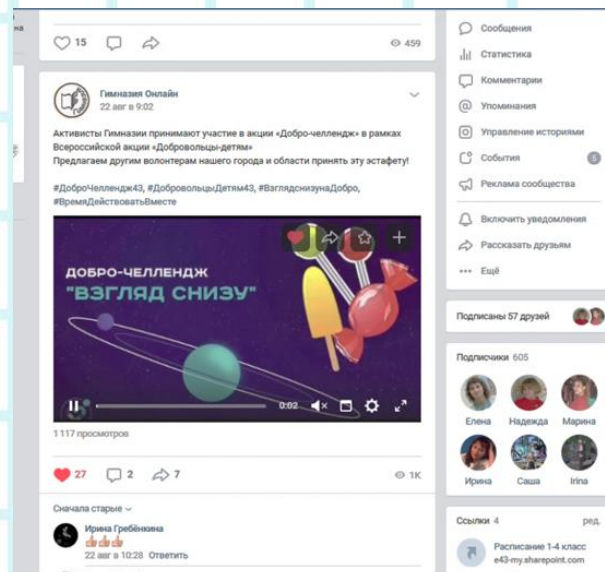 15
459
Гимназия Онлайн
22 авг в 9:02
Активисты Гимназии принимают участие в акции «Добро-челлендж» в рамках
Всероссийской акции «Добровольцы-детям»
Предлагаем другим волонтерам нашего города и области принять эту эстафету!
#ДоброЧеллендж43, #ДобровольцыДетям43, #ВзглядснизунаДобро,
#ВремяДействоватьВместе
ДОБРО-ЧЕЛЛЕНДЖ
"ВЗГЛЯД СНИЗУ"
0:02
1 117 просмотров
27 2 7 1K
Сначала старые
Ирина Гребёнкина
22 авг в 10:28 Ответить
Сообщения
Статистика
Комментарии
Упоминания
Управление историями
События 6
Реклама сообщества
Включить уведомления
Рассказать друзьям
Ещё
Подписаны 57 друзей
Подписчики 605
Елена Надежда Марина
Ирина Саша Irina
Ссылки 4 ред.
Расписание 1-4 класс
e43-my.sharepoint.com